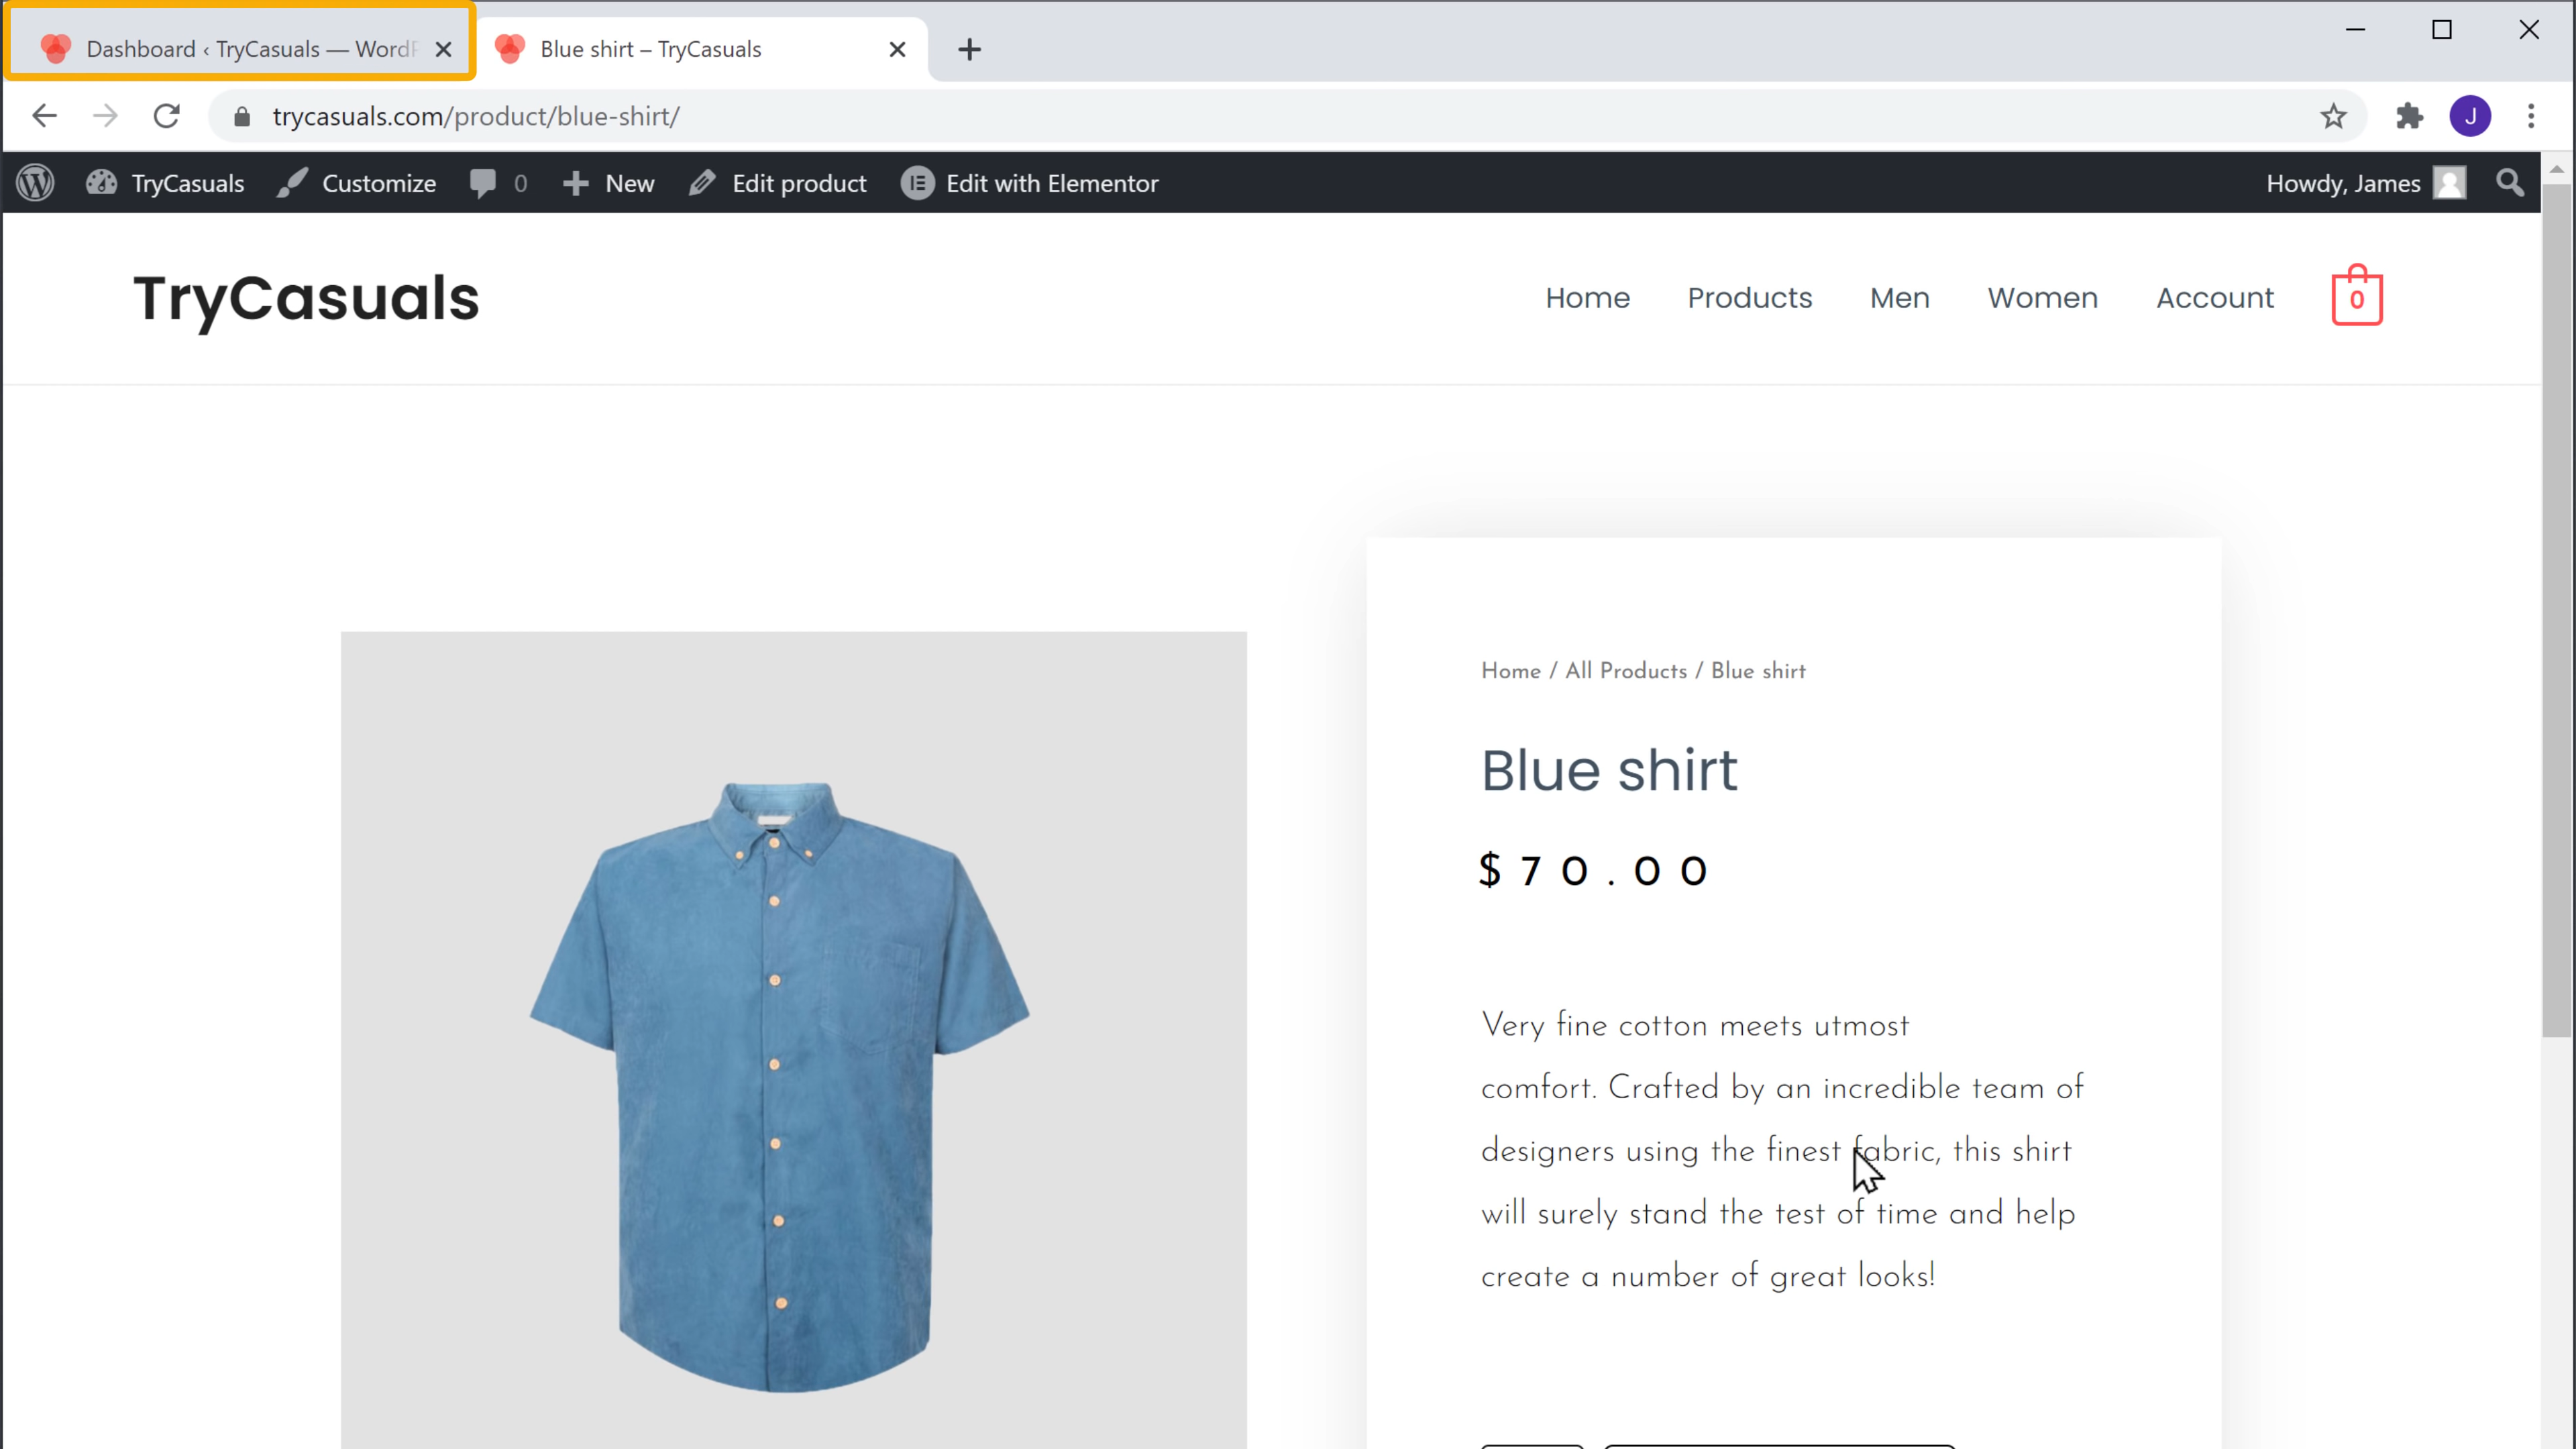 Dashboard ‹ TryCasuals — WordP
Blue shirt – TryCasuals
trycasuals.com/product/blue-shirt/
J
TryCasuals
Customize
0
New
Edit product
Edit with Elementor
Howdy, James
TryCasuals
Home
Products
Men
Women
Account
0
Home / All Products / Blue shirt
Blue shirt
$70.00
Very fine cotton meets utmost
comfort. Crafted by an incredible team of
designers using the finest fabric, this shirt
will surely stand the test of time and help
create a number of great looks!